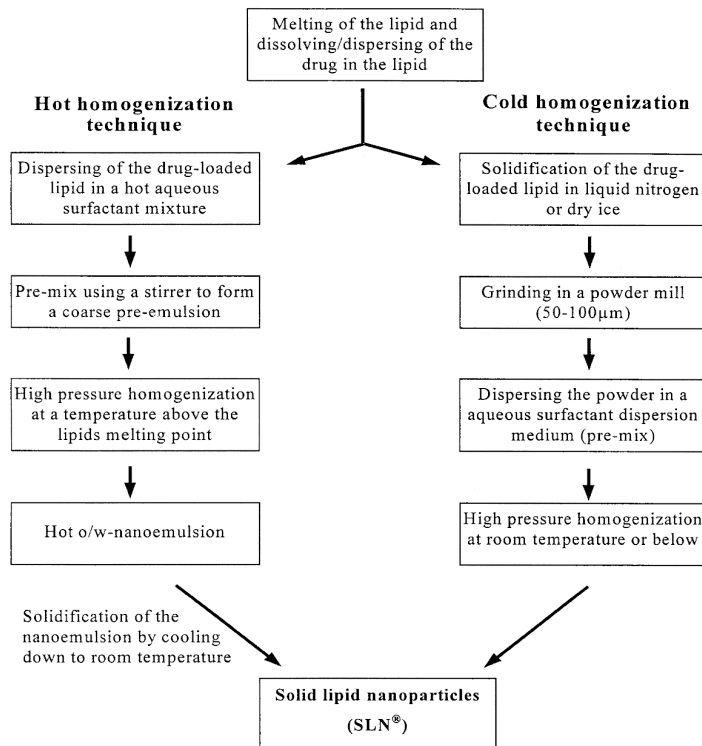 Melting of the lipid and
dissolving/dispersing of the
drug in the lipid
Hot homogenization
technique
Cold homogenization
technique
Dispersing of the drug-loaded
lipid in a hot aqueous
surfactant mixture
Solidification of the drug-
loaded lipid in liquid nitrogen
or dry ice
Pre-mix using a stirrer to form
a coarse pre-emulsion
Grinding in a powder mill
(50-100μm)
High pressure homogenization
at a temperature above the
lipids melting point
Dispersing the powder in a
aqueous surfactant dispersion
medium (pre-mix)
Hot o/w-nanoemulsion
High pressure homogenization
at room temperature or below
Solidification of the
nanoemulsion by cooling
down to room temperature
Solid lipid nanoparticles
(SLN®)